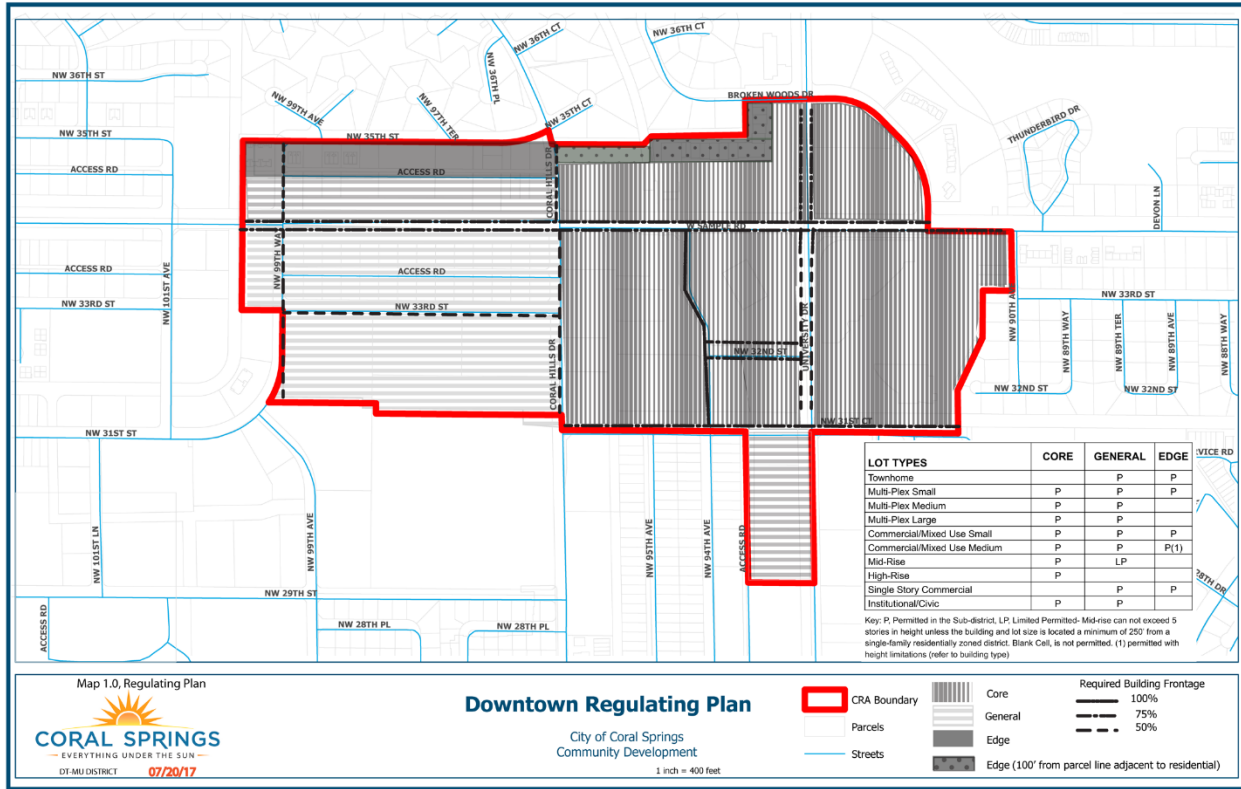 NW 36TH CT
NW 36TH CT
NW 36TH ST
NW 36TH PL
NW 99TH AVE
NW 97TH TER
BROKEN WOODS DR
NW 35TH CT
NW 35TH ST
NW 35TH ST
THUNDERBIRD DR
ACCESS RD
ACCESS RD
CORAL HILLS DR
DEVON LN
W SAMPLE RD
NW 99TH WAY
NW 101ST AVE
ACCESS RD
ACCESS RD
UNIVERSITY DR
NW 90TH AVE
NW 33RD ST
NW 33RD ST
NW 33RD ST
NW 89TH WAY
NW 89TH TER
NW 89TH AVE
NW 88TH WAY
NW 32ND ST
CORAL HILLS DR
NW 32ND ST
NW 32ND ST
NW 31ST CT
NW 31ST ST
LOT TYPES CORE GENERAL EDGE
Townhome P P
Multi-Plex Small P P P
Multi-Plex Medium P P
Multi-Plex Large P P
Commercial/Mixed Use Small P P P
Commercial/Mixed Use Medium P P P(1)
Mid-Rise P LP
High-Rise P
Single Story Commercial P P
Institutional/Civic P P
Key: P, Permitted in the Sub-district, LP, Limited Permitted- Mid-rise can not exceed 5
stories in height unless the building and lot size is located a minimum of 250' from a
single-family residentially zoned district. Blank Cell, is not permitted. (1) permitted with
height limitations (refer to building type)
NW 101ST LN
NW 99TH AVE
NW 95TH AVE
NW 94TH AVE
ACCESS RD
NW 29TH ST
ACCESS RD
NW 28TH PL
NW 28TH PL
28TH DR
Map 1.0, Regulating Plan
CORAL SPRINGS
EVERYTHING UNDER THE SUN
DT-MU DISTRICT 07/20/17
Downtown Regulating Plan
City of Coral Springs
Community Development
1 inch = 400 feet
CRA Boundary
Parcels
Streets
Core
General
Edge
Edge (100' from parcel line adjacent to residential)
Required Building Frontage
100%
75%
50%